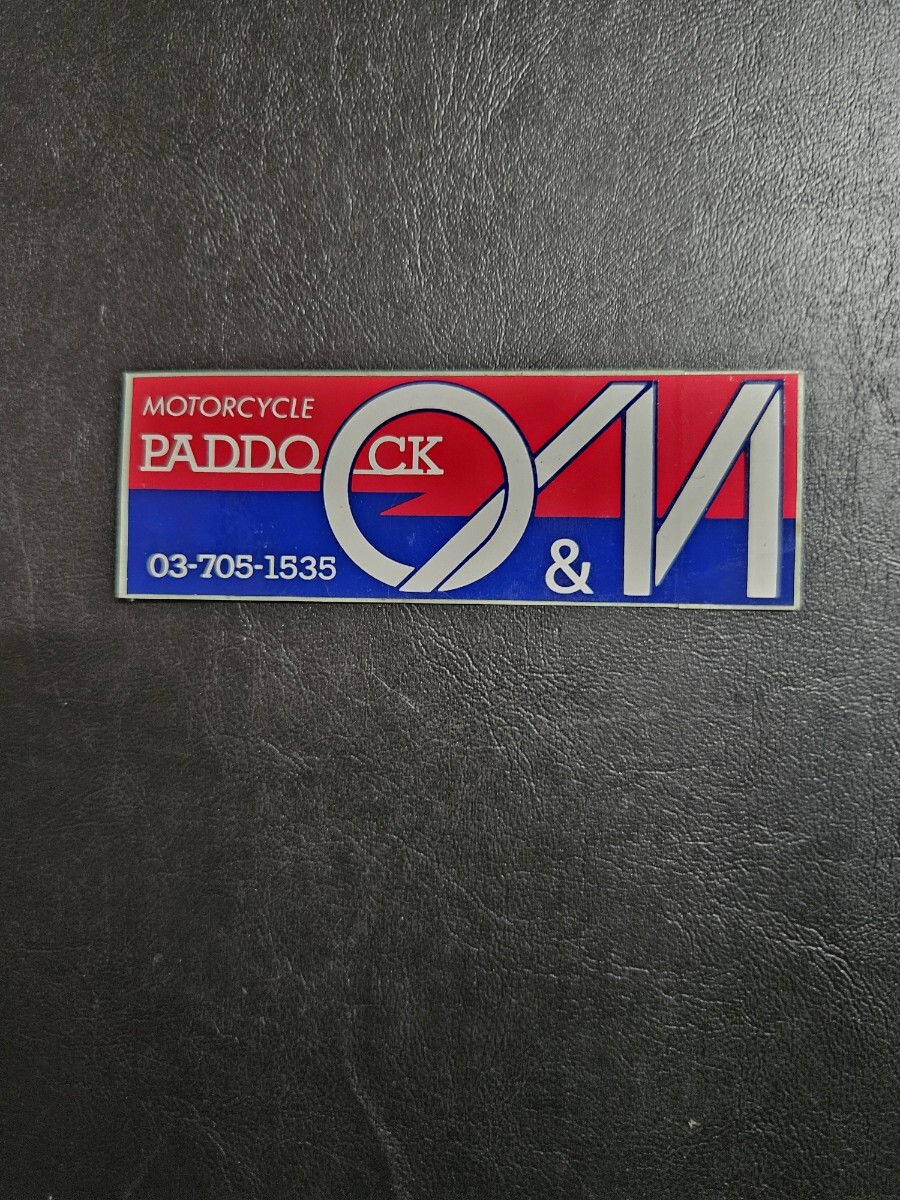 MOTORCYCLE
PADDOCK
O&M
03-705-1535